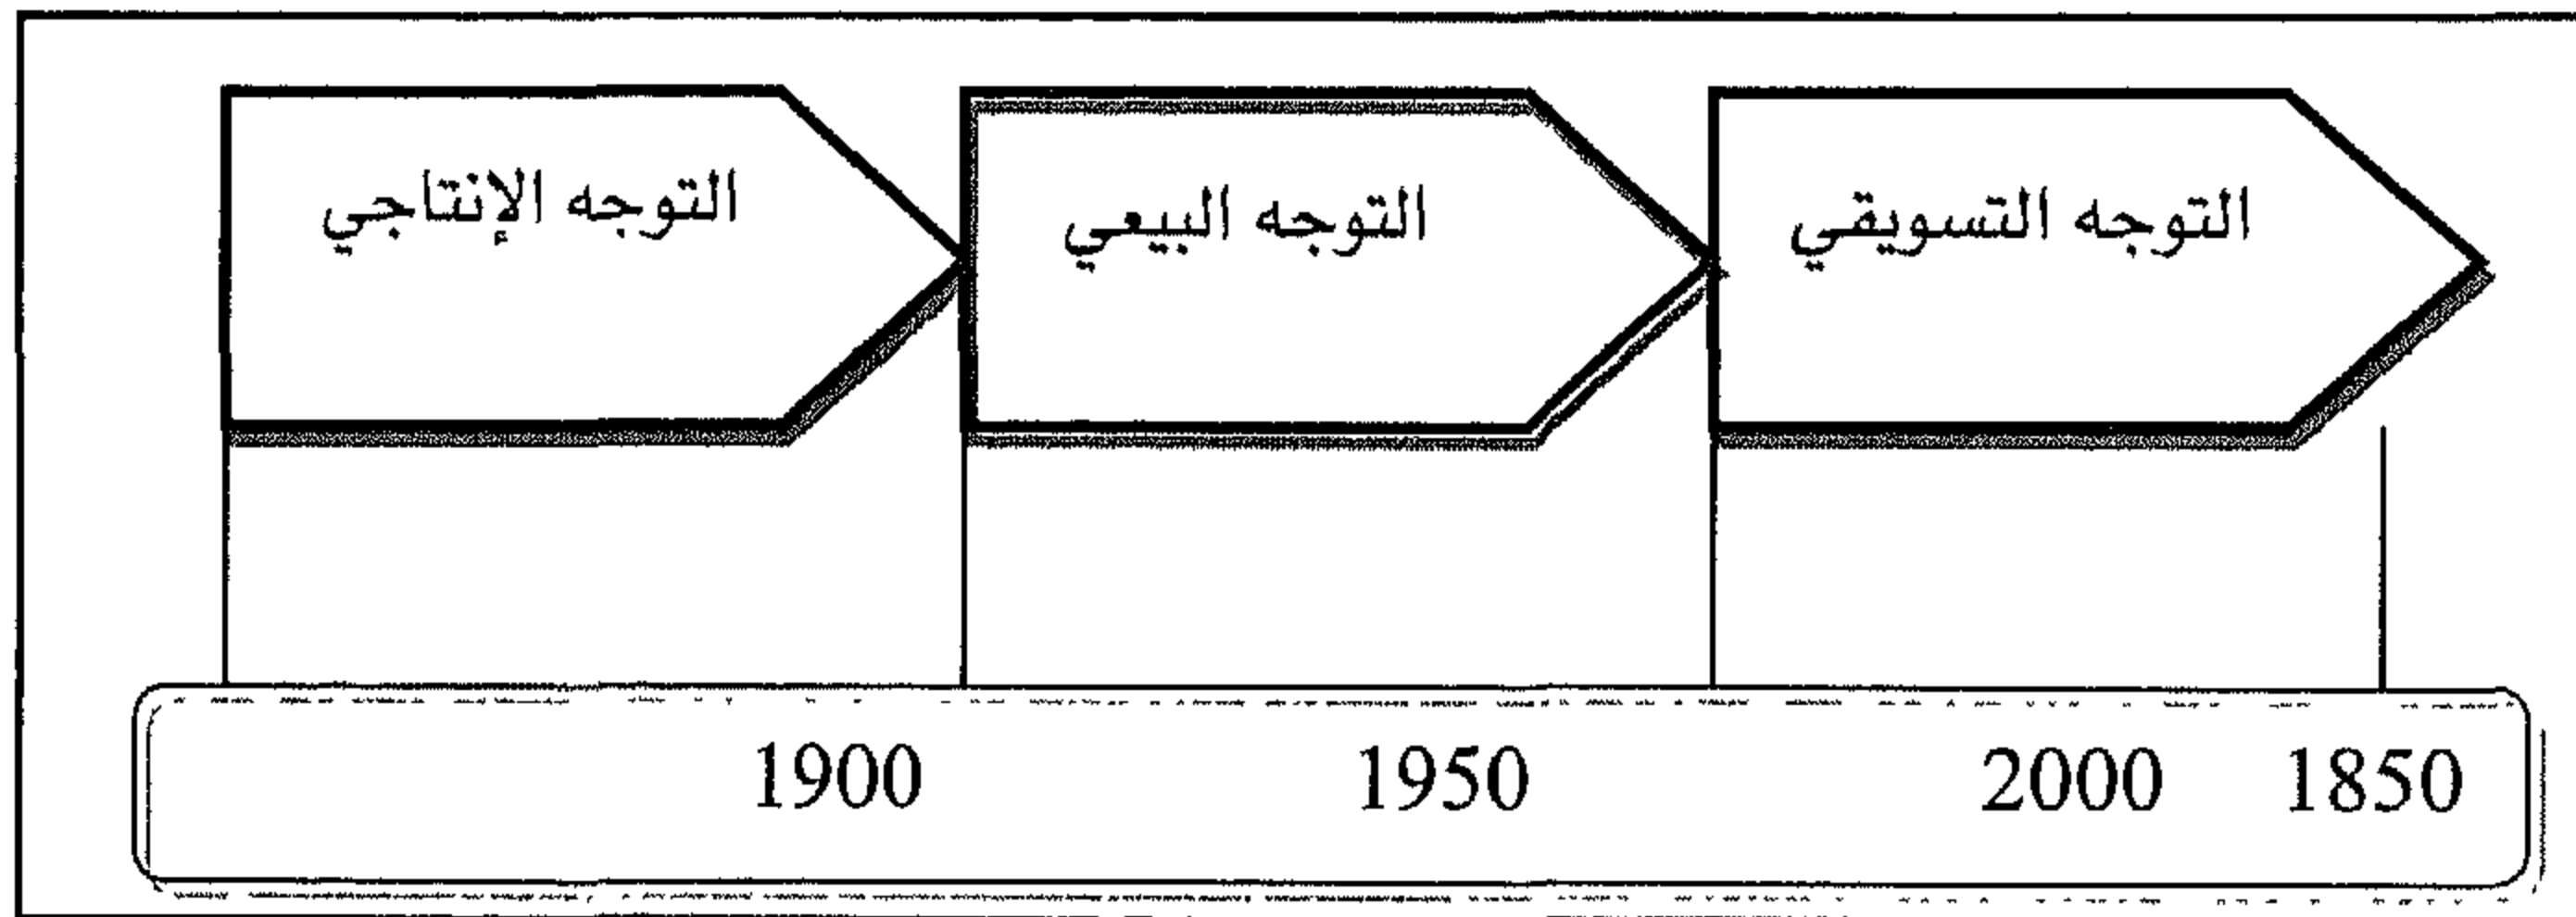 التوجه الإنتاجي
التوجه البيعي
التوجه التسويقي
1900 1950 2000 1850